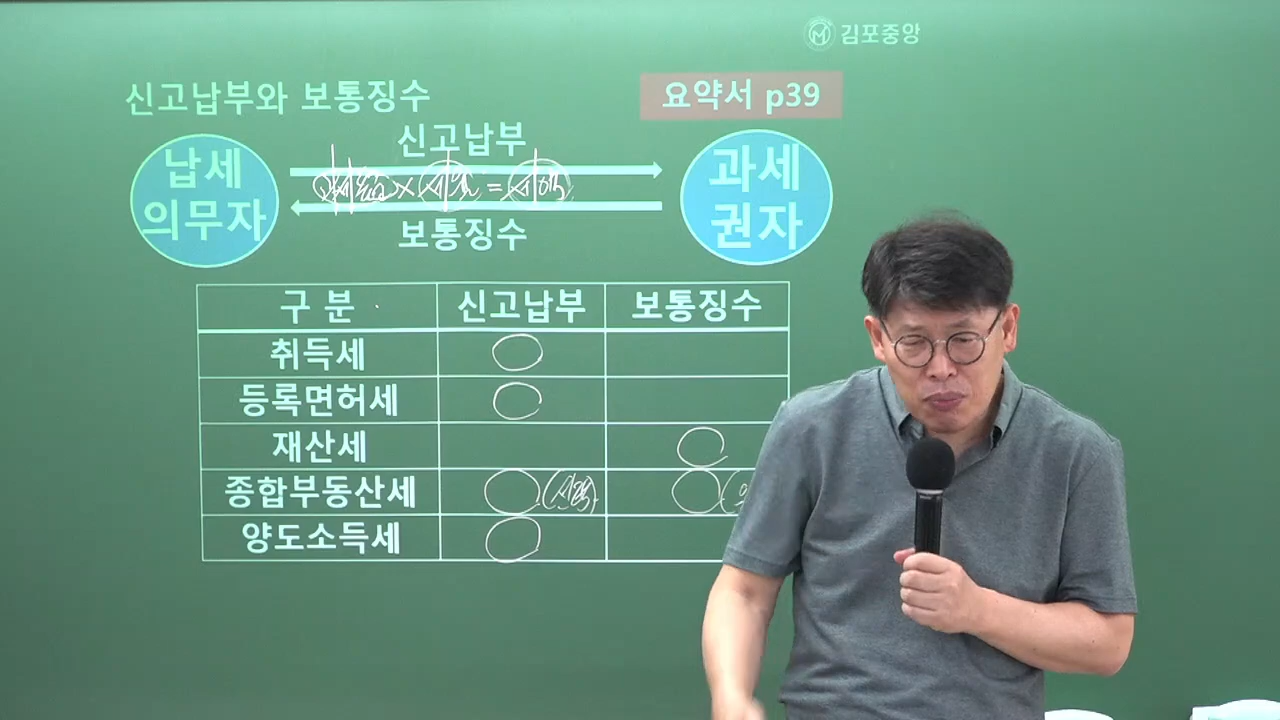 김포중앙
신고납부와 보통징수
요약서 p39
신고납부
납세
의무자
× =
과세
권자
보통징수
구 분 신고납부 보통징수
취득세 ○
등록면허세 ○
재산세 ○
종합부동산세 ○ ○
양도소득세 ○